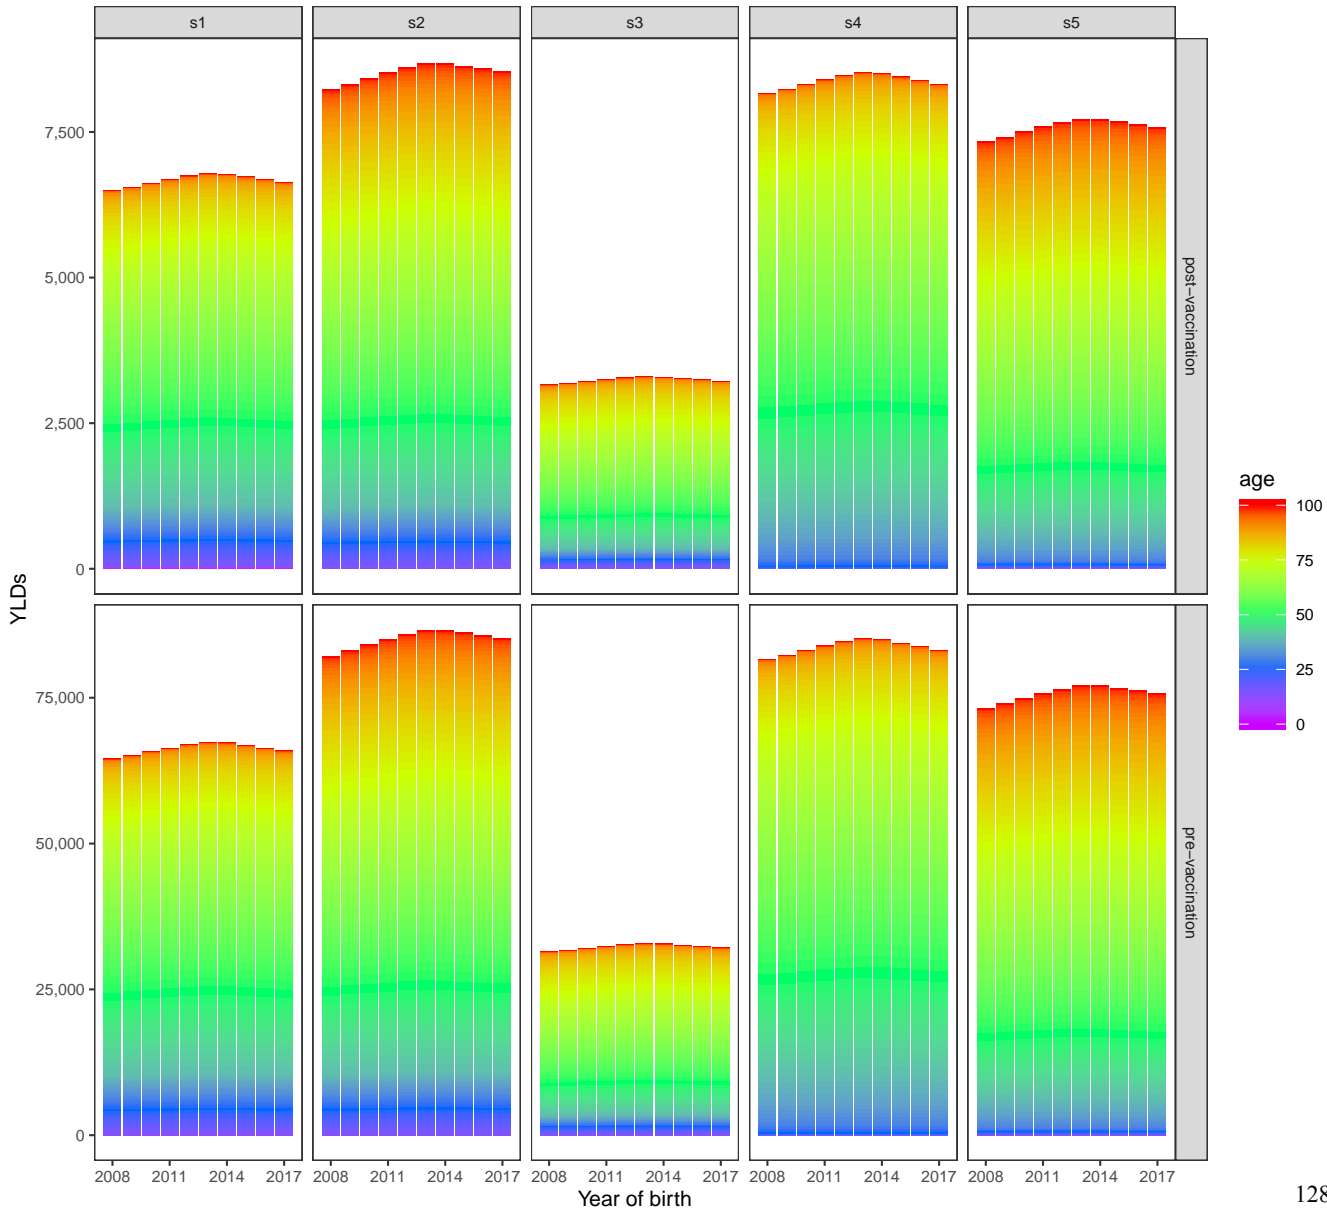 s1 s2 s3 s4 s5
7,500
5,000
2,500
0
post−vaccination
75,000
50,000
25,000
0
pre−vaccination
YLDs
2008 2011 2014 2017 2008 2011 2014 2017 2008 2011 2014 2017 2008 2011 2014 2017 2008 2011 2014 2017
Year of birth
age
100
75
50
25
0
128